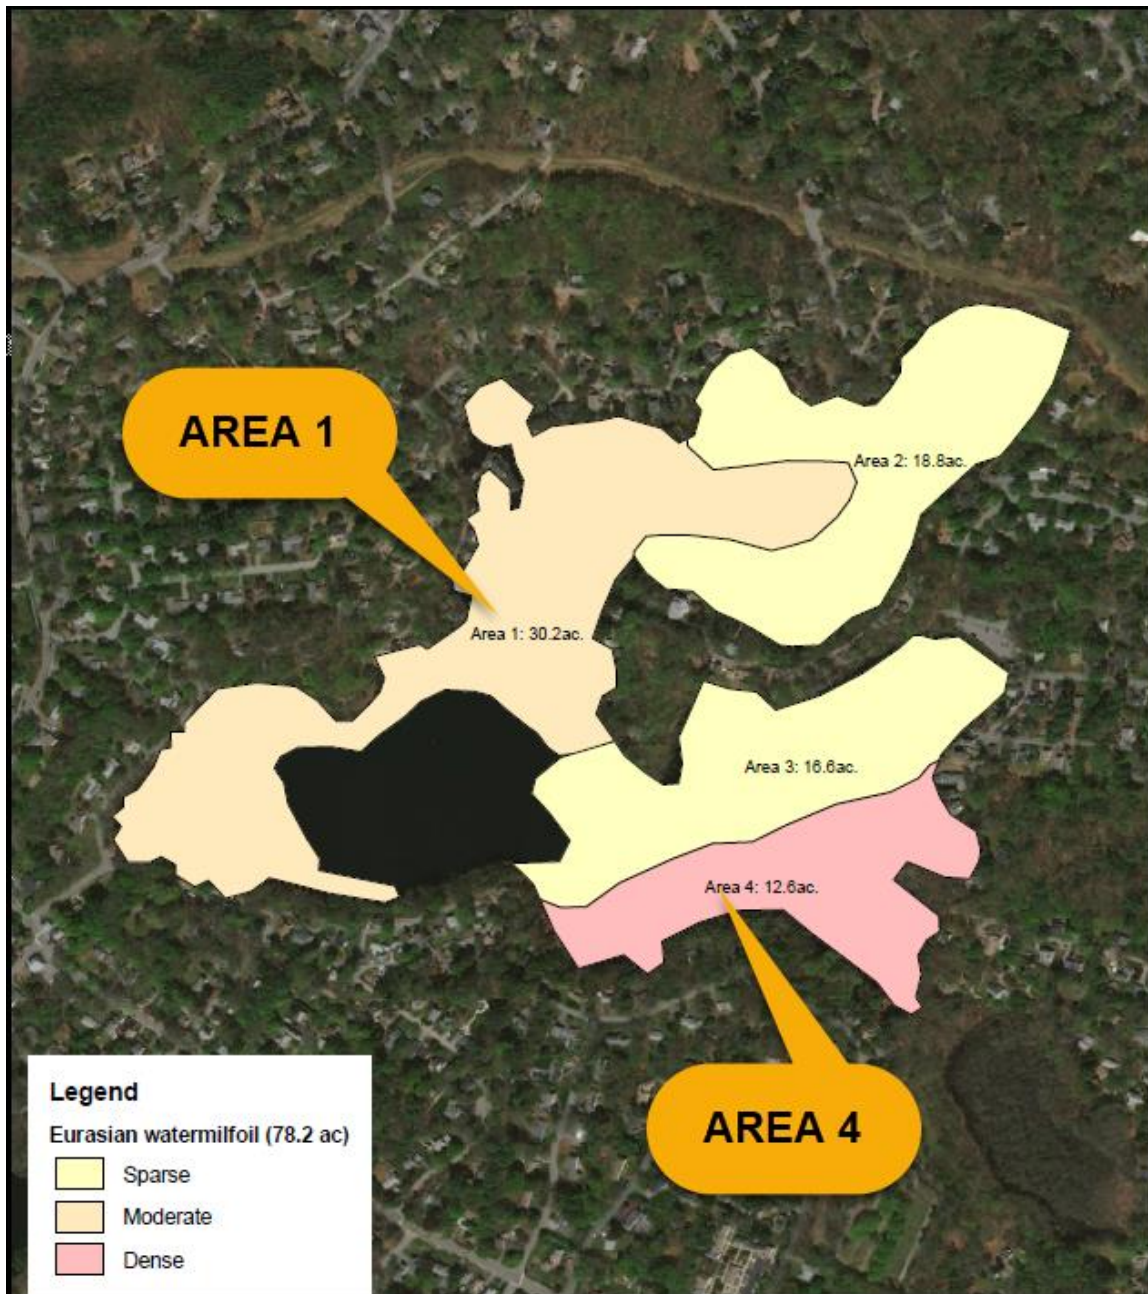 AREA 1
Area 2: 18.8ac.
Area 1: 30.2ac.
Area 3: 16.6ac.
Area 4: 12.6ac.
AREA 4
Legend
Eurasian watermilfoil (78.2 ac)
Sparse
Moderate
Dense